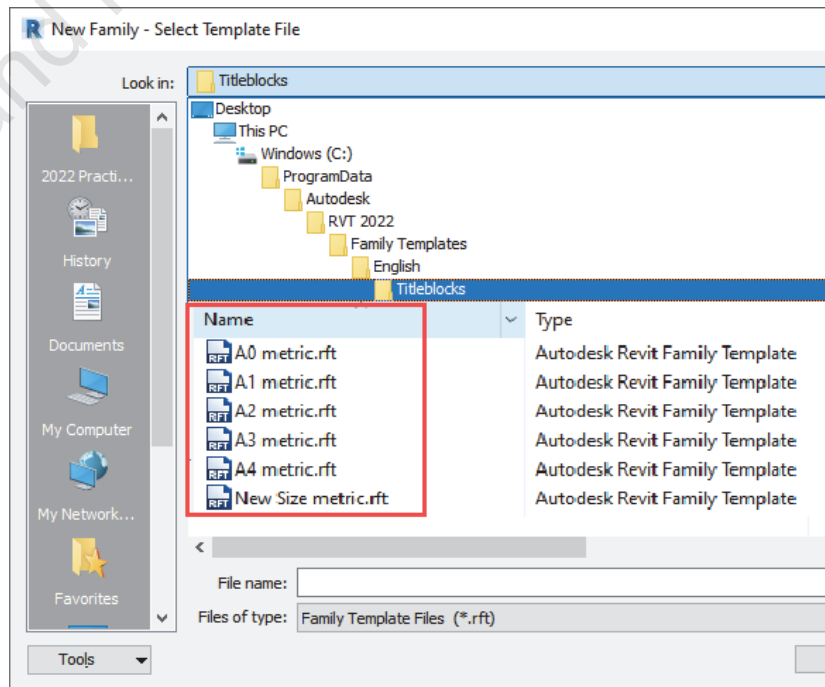 and
New Family - Select Template File
Look in: Titleblocks
Desktop
This PC
Windows (C:)
ProgramData
Autodesk
RVT 2022
Family Templates
English
Titleblocks
2022 Practi...
History
Documents
My Computer
My Network...
Favorites
Name Type
A0 metric.rft Autodesk Revit Family Template
A1 metric.rft Autodesk Revit Family Template
A2 metric.rft Autodesk Revit Family Template
A3 metric.rft Autodesk Revit Family Template
A4 metric.rft Autodesk Revit Family Template
New Size metric.rft Autodesk Revit Family Template
File name:
Files of type: Family Template Files (*.rft)
Tools